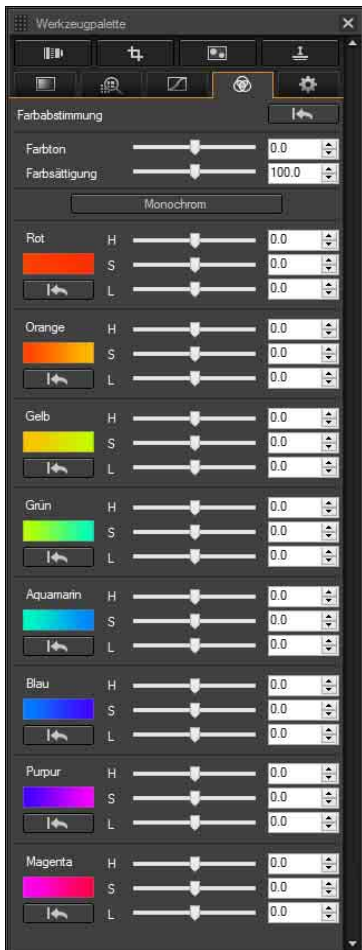 Werkzeugpalette
Farbabstimmung
Farbton 0.0
Farbsättigung 100.0
Monochrom
Rot H 0.0
S 0.0
L 0.0
Orange H 0.0
S 0.0
L 0.0
Gelb H 0.0
S 0.0
L 0.0
Grün H 0.0
S 0.0
L 0.0
Aquamarin H 0.0
S 0.0
L 0.0
Blau H 0.0
S 0.0
L 0.0
Purpur H 0.0
S 0.0
L 0.0
Magenta H 0.0
S 0.0
L 0.0